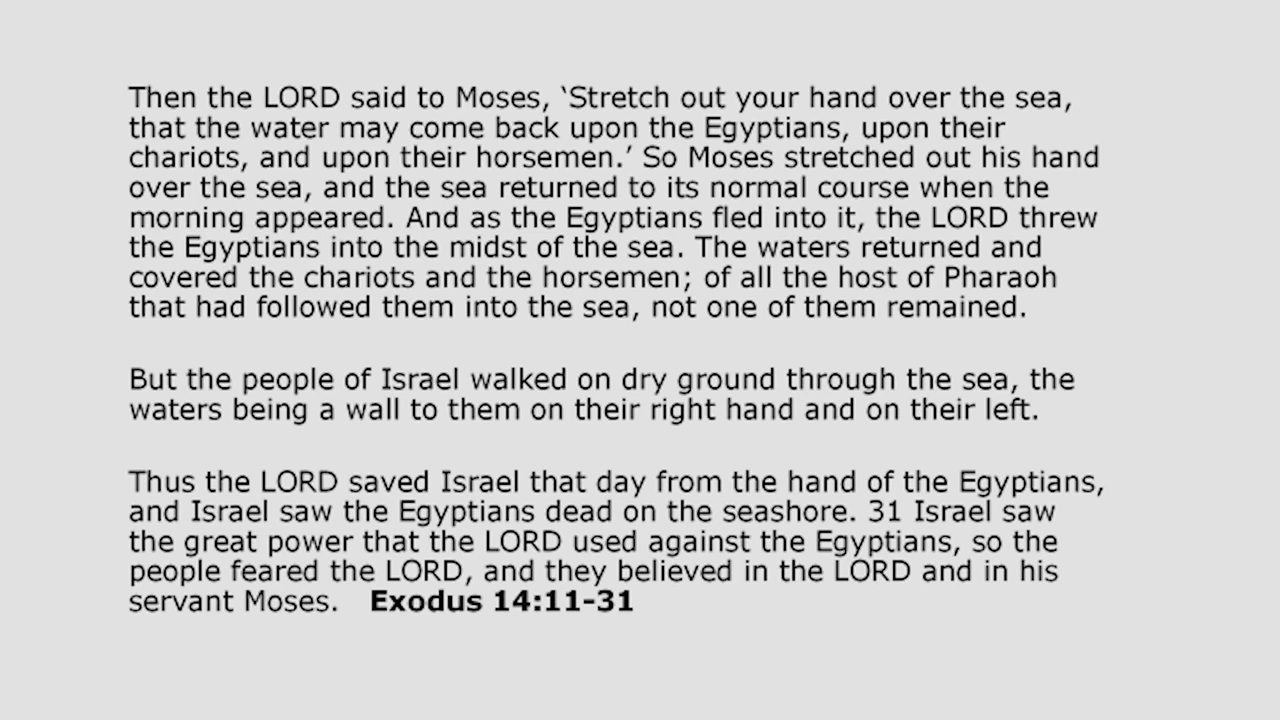 Then the LORD said to Moses, ‘Stretch out your hand over the sea,
that the water may come back upon the Egyptians, upon their
chariots, and upon their horsemen.’ So Moses stretched out his hand
over the sea, and the sea returned to its normal course when the
morning appeared. And as the Egyptians fled into it, the LORD threw
the Egyptians into the midst of the sea. The waters returned and
covered the chariots and the horsemen; of all the host of Pharaoh
that had followed them into the sea, not one of them remained.
But the people of Israel walked on dry ground through the sea, the
waters being a wall to them on their right hand and on their left.
Thus the LORD saved Israel that day from the hand of the Egyptians,
and Israel saw the Egyptians dead on the seashore. 31 Israel saw
the great power that the LORD used against the Egyptians, so the
people feared the LORD, and they believed in the LORD and in his
servant Moses. Exodus 14:11-31